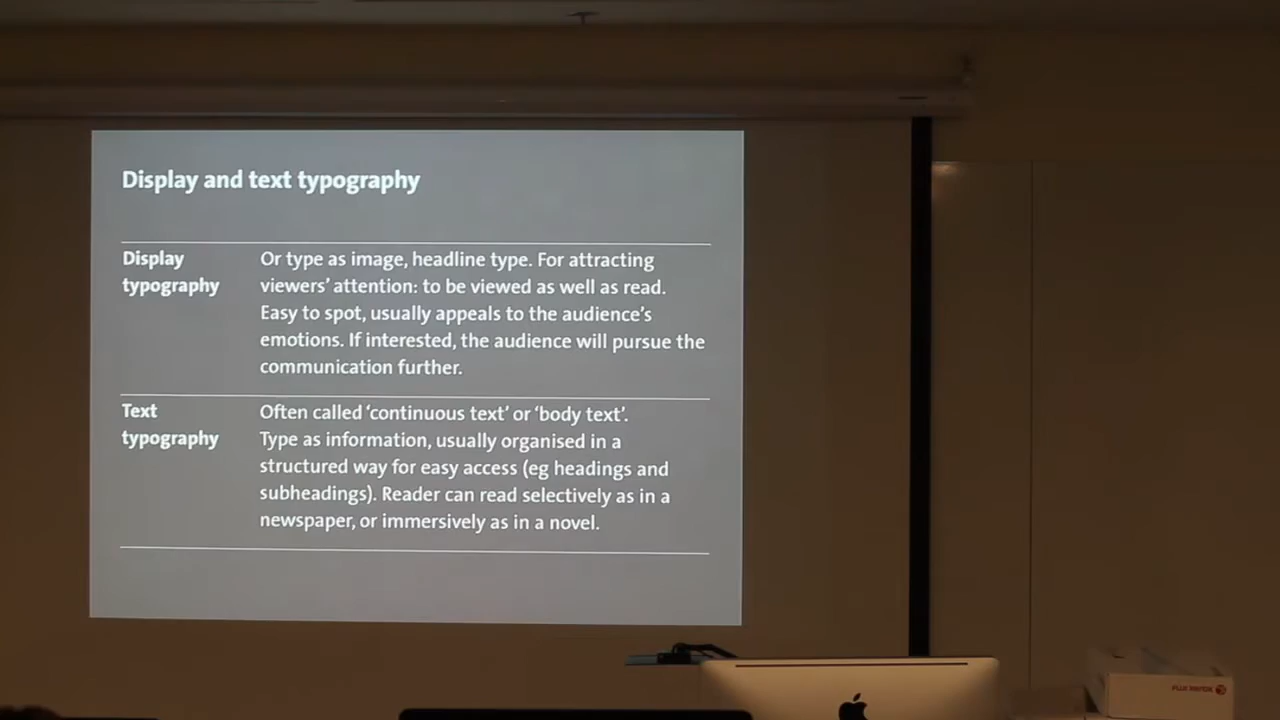 Display and text typography
Display
typography
Or type as image, headline type. For attracting
viewers’ attention: to be viewed as well as read.
Easy to spot, usually appeals to the audience’s
emotions. If interested, the audience will pursue the
communication further.
Text
typography
Often called ‘continuous text’ or ‘body text’.
Type as information, usually organised in a
structured way for easy access (eg headings and
subheadings). Reader can read selectively as in a
newspaper, or immersively as in a novel.
FUJI XEROX